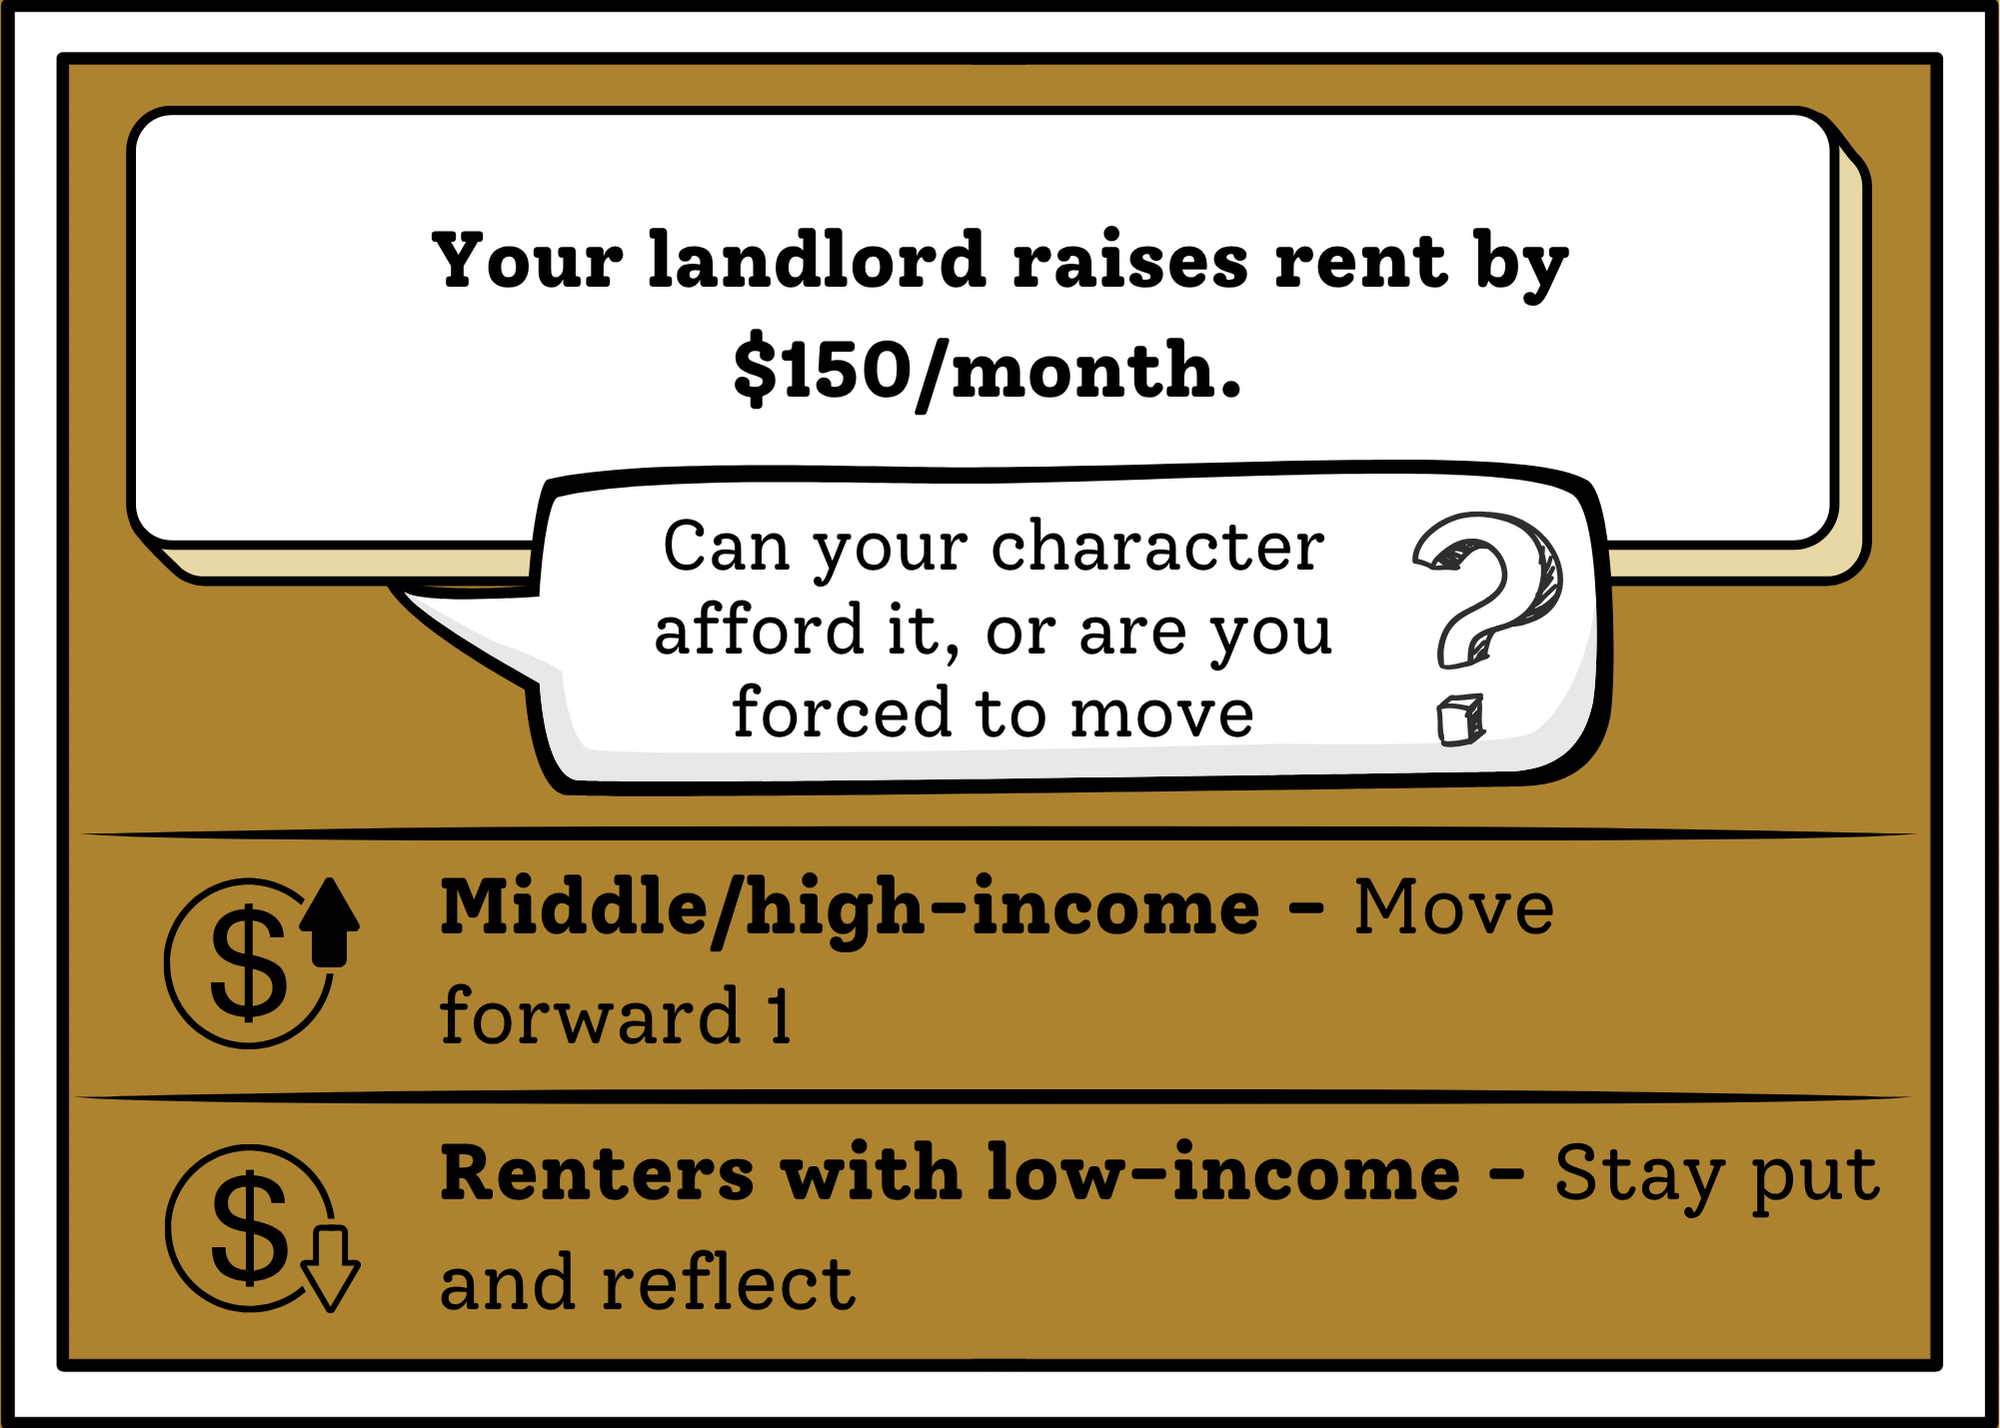 Your landlord raises rent by
$150/month.
Can your character
afford it, or are you
forced to move
?
Middle/high-income - Move
forward 1
Renters with low-income - Stay put
and reflect